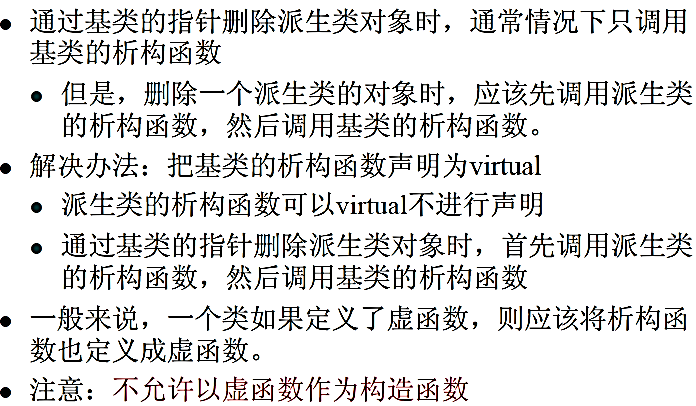 ● 通过基类的指针删除派生类对象时，通常情况下只调用
基类的析构函数
● 但是，删除一个派生类的对象时，应该先调用派生类
的析构函数，然后调用基类的析构函数。
● 解决办法：把基类的析构函数声明为virtual
● 派生类的析构函数可以virtual不进行声明
● 通过基类的指针删除派生类对象时，首先调用派生类
的析构函数，然后调用基类的析构函数
● 一般来说，一个类如果定义了虚函数，则应该将析构函
数也定义成虚函数。
● 注意：不允许以虚函数作为构造函数